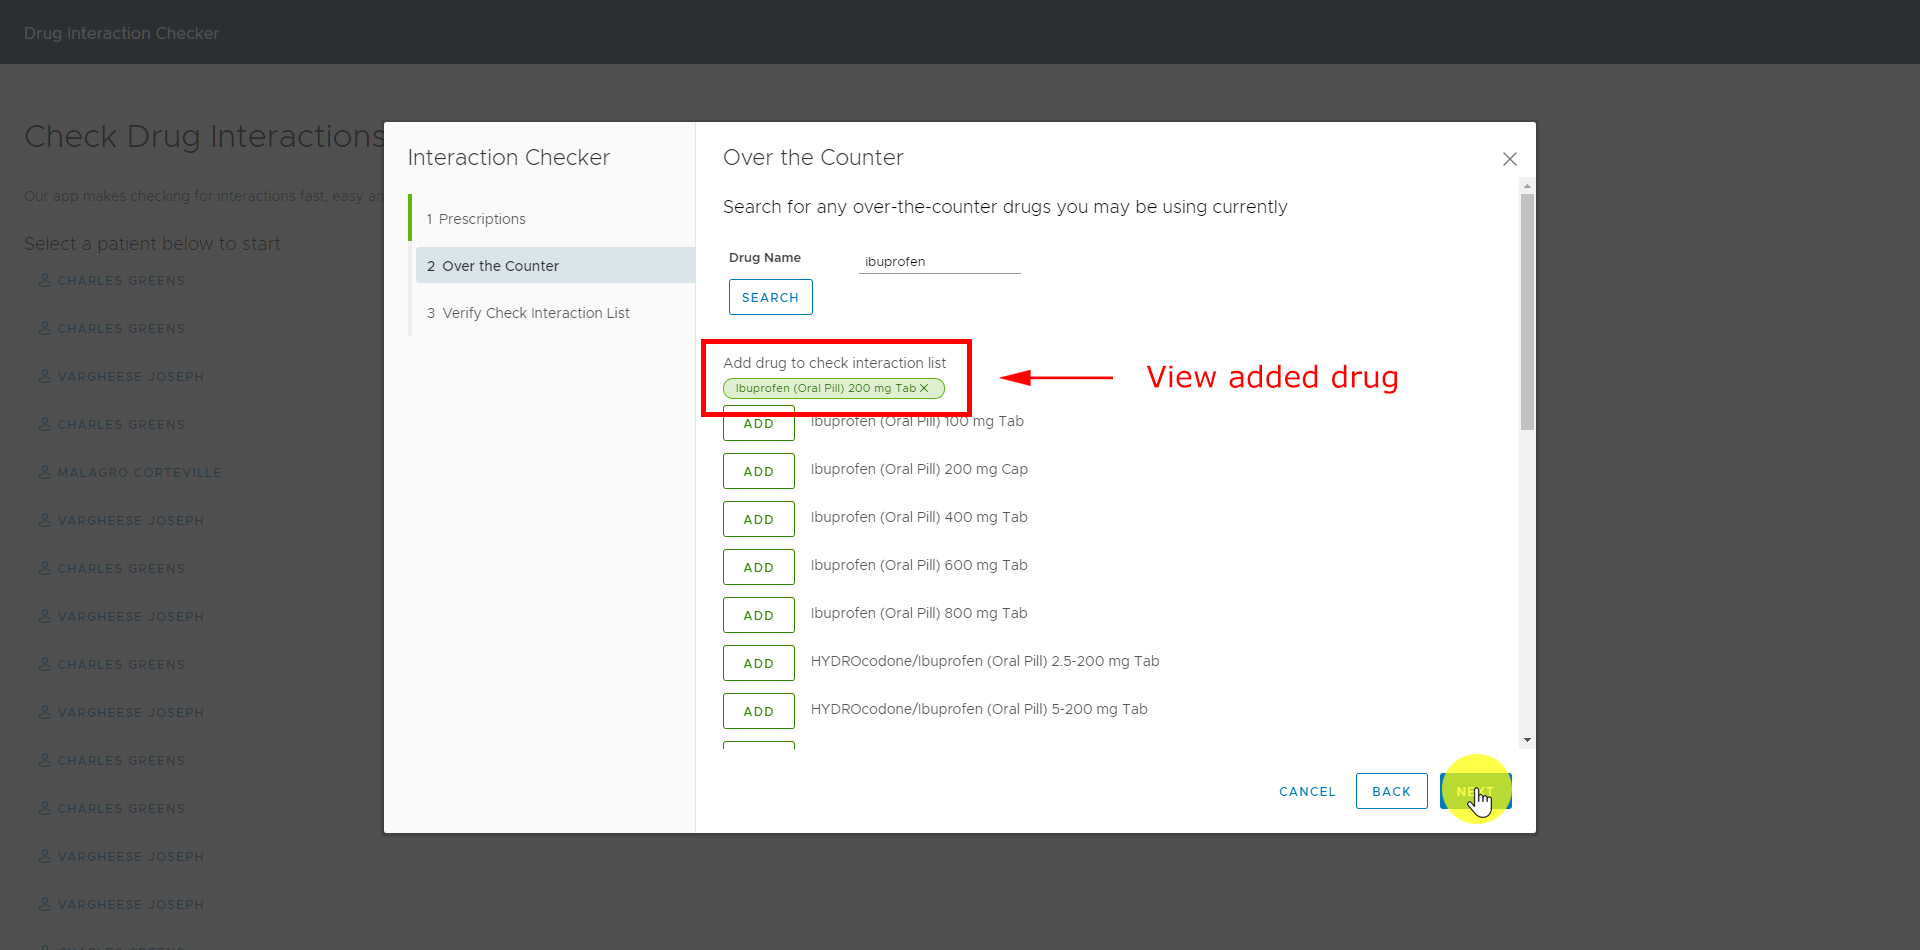 Drug Interaction Checker
Check Drug Interactions
Our app makes checking for interactions fast, easy an
Select a patient below to start
CHARLES GREENS
CHARLES GREENS
VARGHEESE JOSEPH
CHARLES GREENS
MALAGRO CORTEVILLE
VARGHEESE JOSEPH
CHARLES GREENS
VARGHEESE JOSEPH
CHARLES GREENS
VARGHEESE JOSEPH
CHARLES GREENS
CHARLES GREENS
VARGHEESE JOSEPH
VARGHEESE JOSEPH
CHARLES GREENS
Interaction Checker
1 Prescriptions
2 Over the Counter
3 Verify Check Interaction List
Over the Counter
Search for any over-the-counter drugs you may be using currently
Drug Name ibuprofen
SEARCH
Add drug to check interaction list
Ibuprofen (Oral Pill) 200 mg Tab
View added drug
ADD Ibuprofen (Oral Pill) 100 mg Tab
ADD Ibuprofen (Oral Pill) 200 mg Cap
ADD Ibuprofen (Oral Pill) 400 mg Tab
ADD Ibuprofen (Oral Pill) 600 mg Tab
ADD Ibuprofen (Oral Pill) 800 mg Tab
ADD HYDROcodone/Ibuprofen (Oral Pill) 2.5-200 mg Tab
ADD HYDROcodone/Ibuprofen (Oral Pill) 5-200 mg Tab
CANCEL BACK NEXT